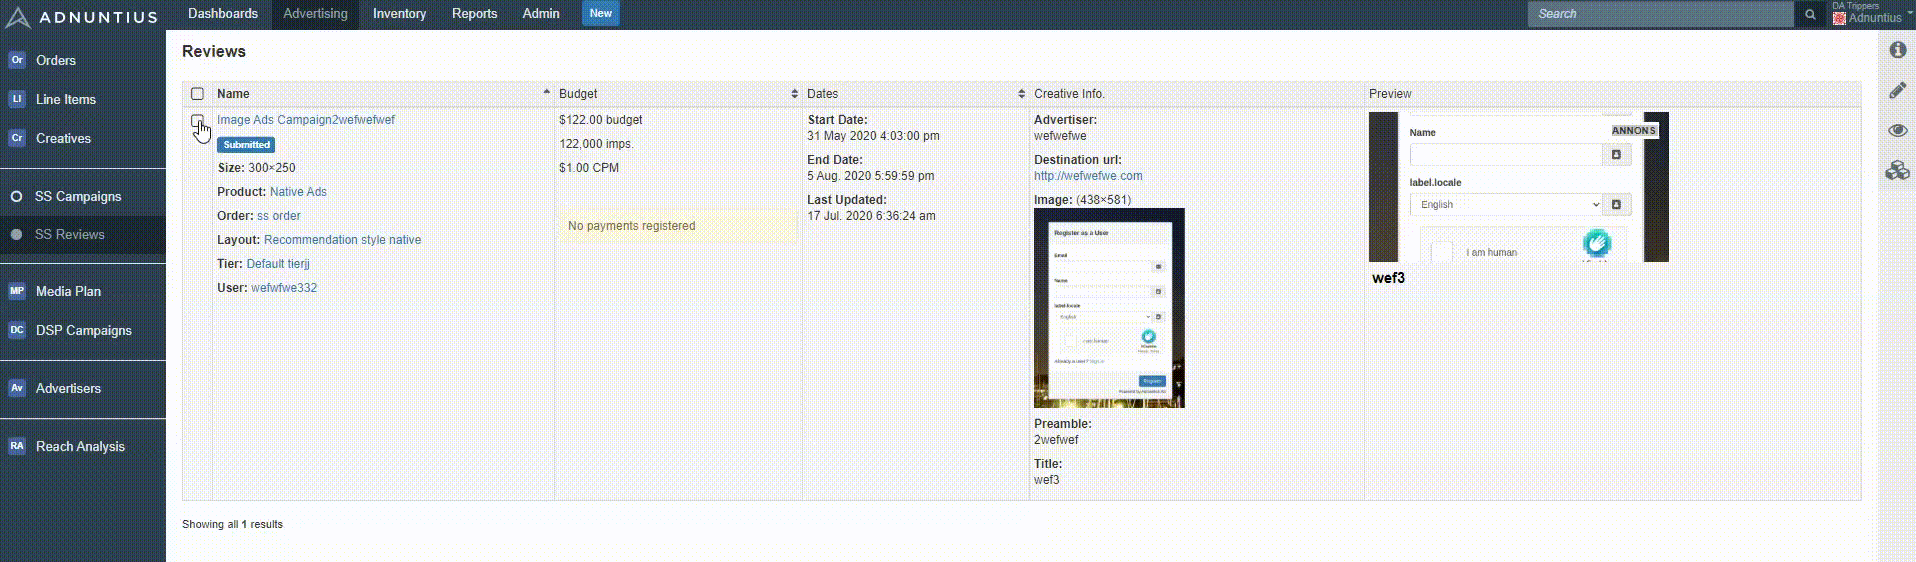 ADNUNTIUS
Dashboards
Advertising
Inventory
Reports
Admin
New
Search
DA Trippers
Adnuntius
Or Orders
LI Line Items
Cr Creatives
SS Campaigns
SS Reviews
MP Media Plan
DC DSP Campaigns
Av Advertisers
RA Reach Analysis
Reviews
Name
Budget
Dates
Creative Info.
Preview
Image Ads Campaign2wefwefwef
Submitted
Size: 300×250
Product: Native Ads
Order: ss order
Layout: Recommendation style native
Tier: Default tierjj
User: wefwfwe332
$122.00 budget
122,000 imps.
$1.00 CPM
No payments registered
Start Date:
31 May 2020 4:03:00 pm
End Date:
5 Aug. 2020 5:59:59 pm
Last Updated:
17 Jul. 2020 6:36:24 am
Advertiser:
wefwefwe
Destination url:
http://wefwefwe.com
Image: (438×581)
Register as a User
Email
Name
label.locale
English
I am human
Already a user? Sign in
Register
Preamble:
2wefwef
Title:
wef3
Name
ANNONS
label.locale
English
I am human
wef3
Showing all 1 results